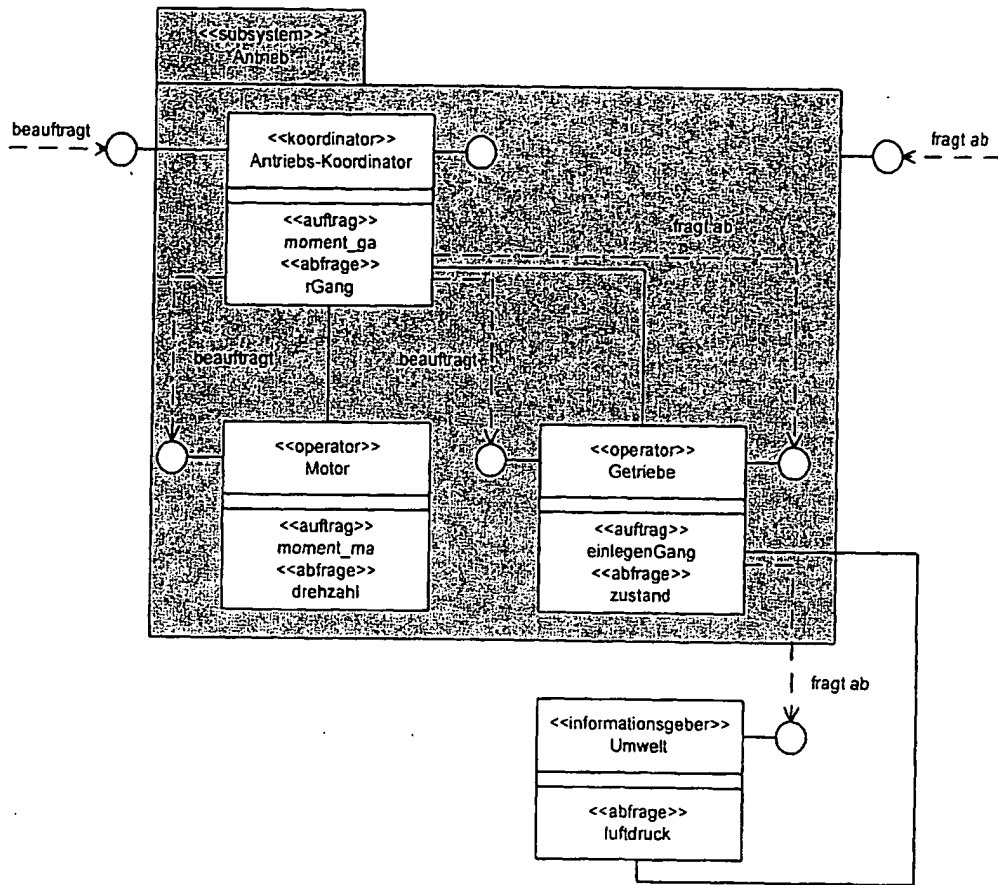 <<subsystem>>
Antrieb
beauftragt
<<koordinator>>
Antriebs-Koordinator
fragt ab
<<auftrag>>
moment_ga
<<abfrage>>
rGang
fragt ab
beauftragt
beauftragt
<<operator>>
Motor
<<auftrag>>
moment_ma
<<abfrage>>
drehzahl
<<operator>>
Getriebe
<<auftrag>>
einlegenGang
<<abfrage>>
zustand
fragt ab
<<informationsgeber>>
Umwelt
<<abfrage>>
luftdruck